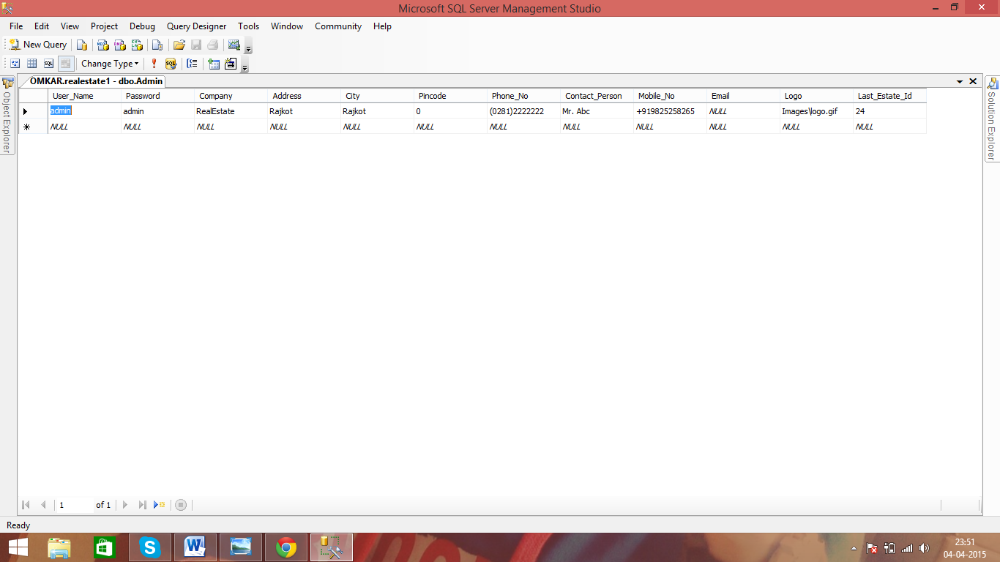 Microsoft SQL Server Management Studio
File Edit View Project Debug Query Designer Tools Window Community Help
New Query
Change Type
Object Explorer
OMKAR.realestate1 - dbo.Admin
Solution Explorer
User_Name Password Company Address City Pincode Phone_No Contact_Person Mobile_No Email Logo Last_Estate_Id
admin admin RealEstate Rajkot Rajkot 0 (0281)2222222 Mr. Abc +919825258265 NULL Images\logo.gif 24
NULL NULL NULL NULL NULL NULL NULL NULL NULL NULL NULL NULL
1 of 1
Ready
23:51
04-04-2015